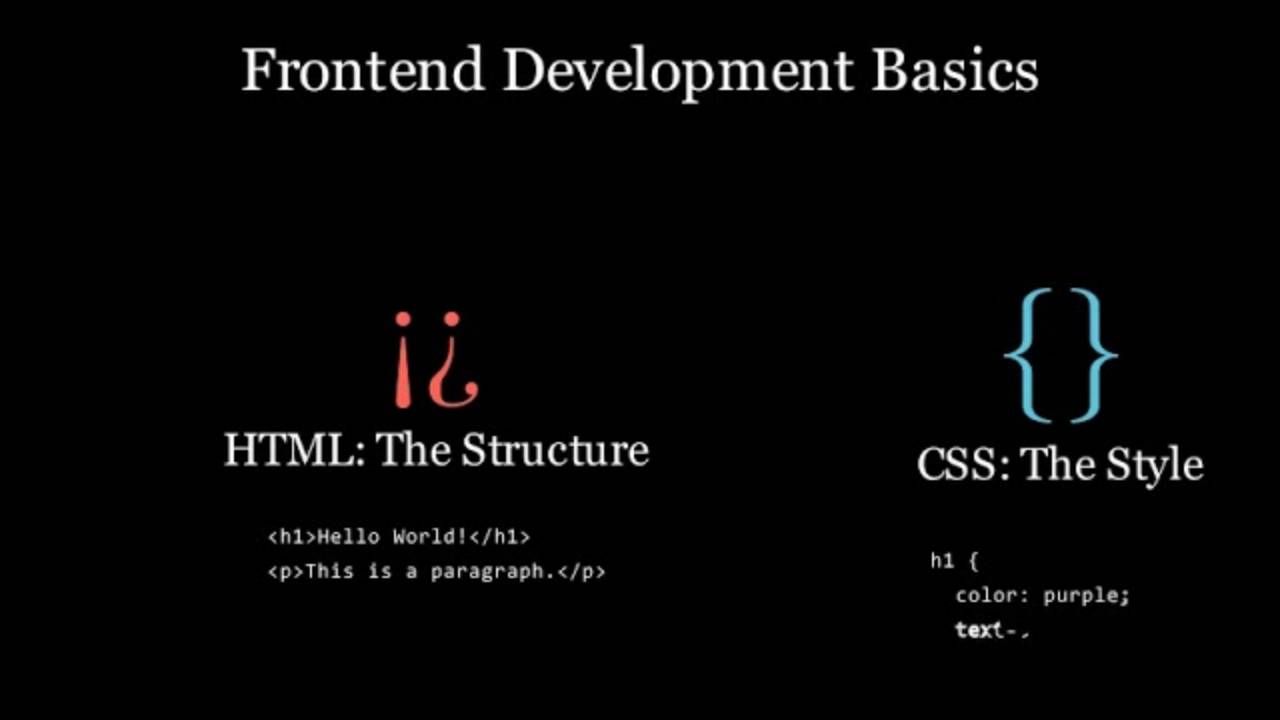 Frontend Development Basics
¡¿
HTML: The Structure
<h1>Hello World!</h1>
<p>This is a paragraph.</p>
{}
CSS: The Style
h1 {
color: purple;
text-